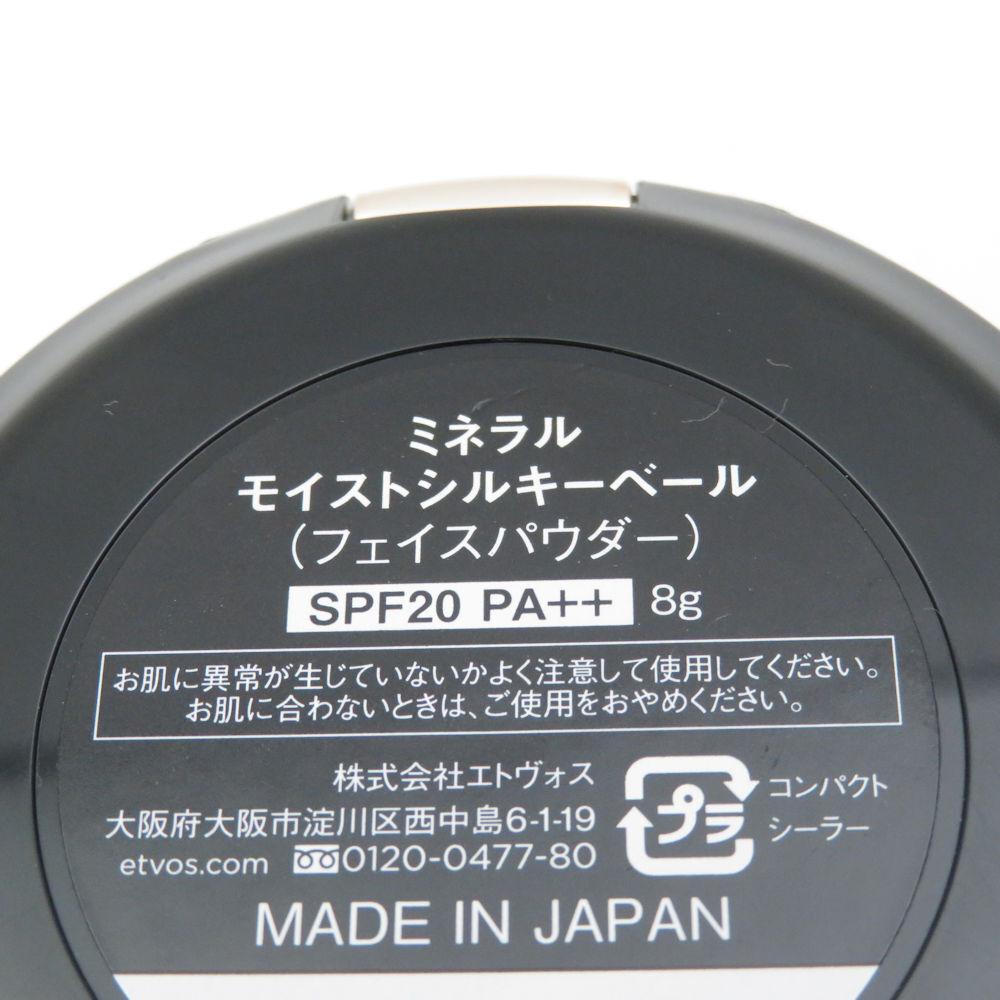 ミネラル
モイストシルキーベール
(フェイスパウダー)
SPF20 PA++ 8g
お肌に異常が生じていないかよく注意して使用してください。
お肌に合わないときは、ご使用をおやめください。
株式会社エトヴォス
大阪府大阪市淀川区西中島6-1-19
etvos.com 0120-0477-80
プラ
コンパクト
シーラー
MADE IN JAPAN